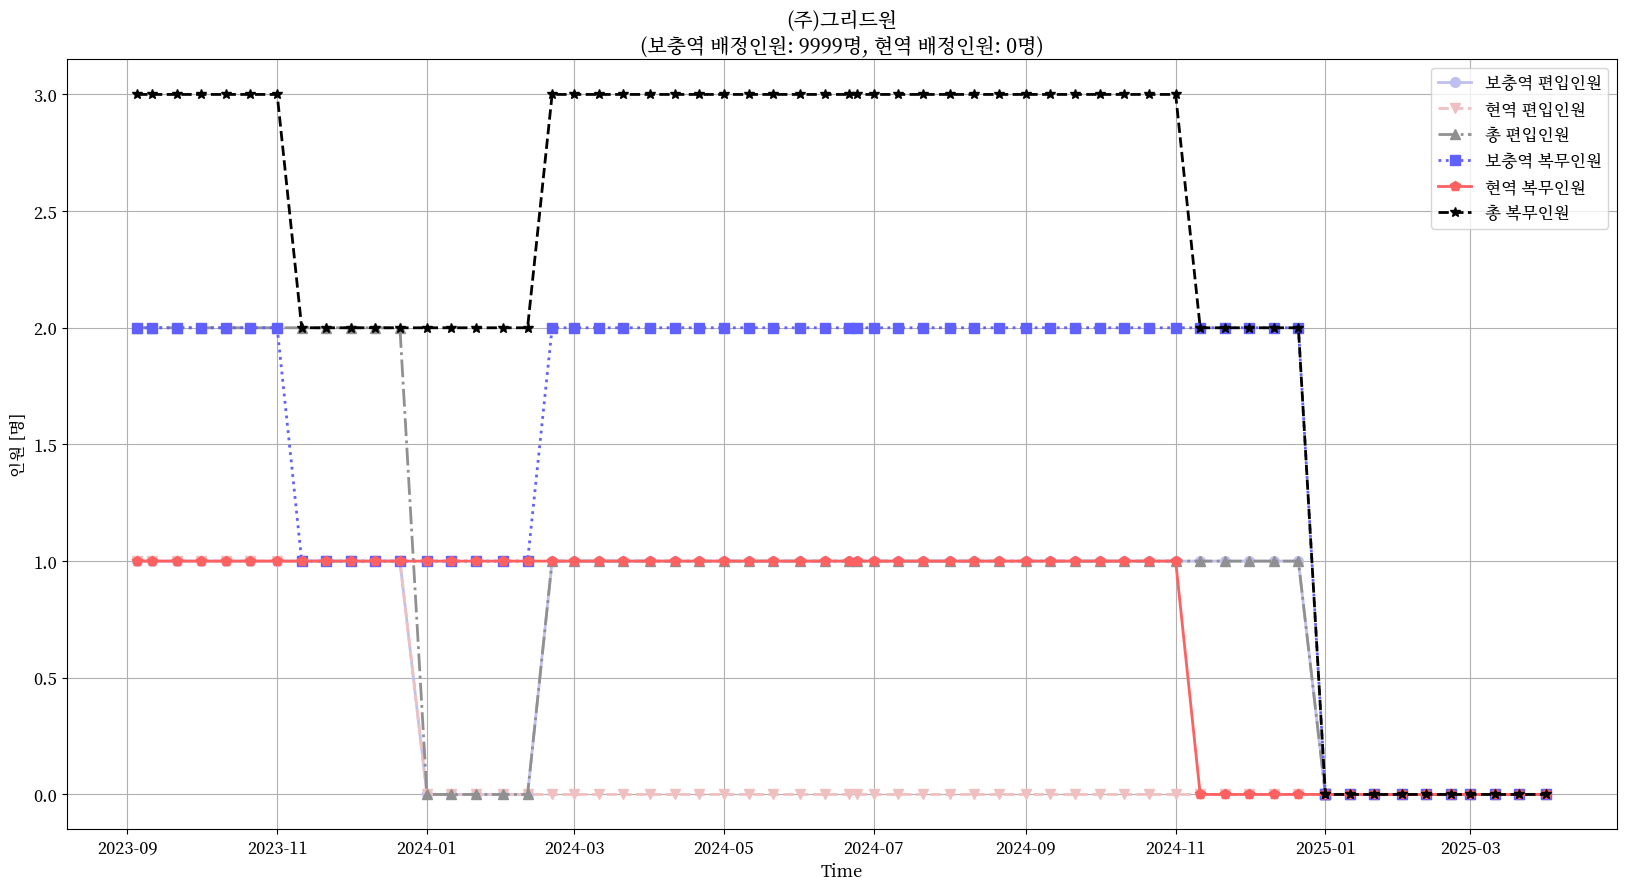 (주)그리드원
(보충역 배정인원: 9999명, 현역 배정인원: 0명)
보충역 편입인원
현역 편입인원
총 편입인원
보충역 복무인원
현역 복무인원
총 복무인원
인원 [명]
3.0
2.5
2.0
1.5
1.0
0.5
0.0
2023-09 2023-11 2024-01 2024-03 2024-05 2024-07 2024-09 2024-11 2025-01 2025-03
Time